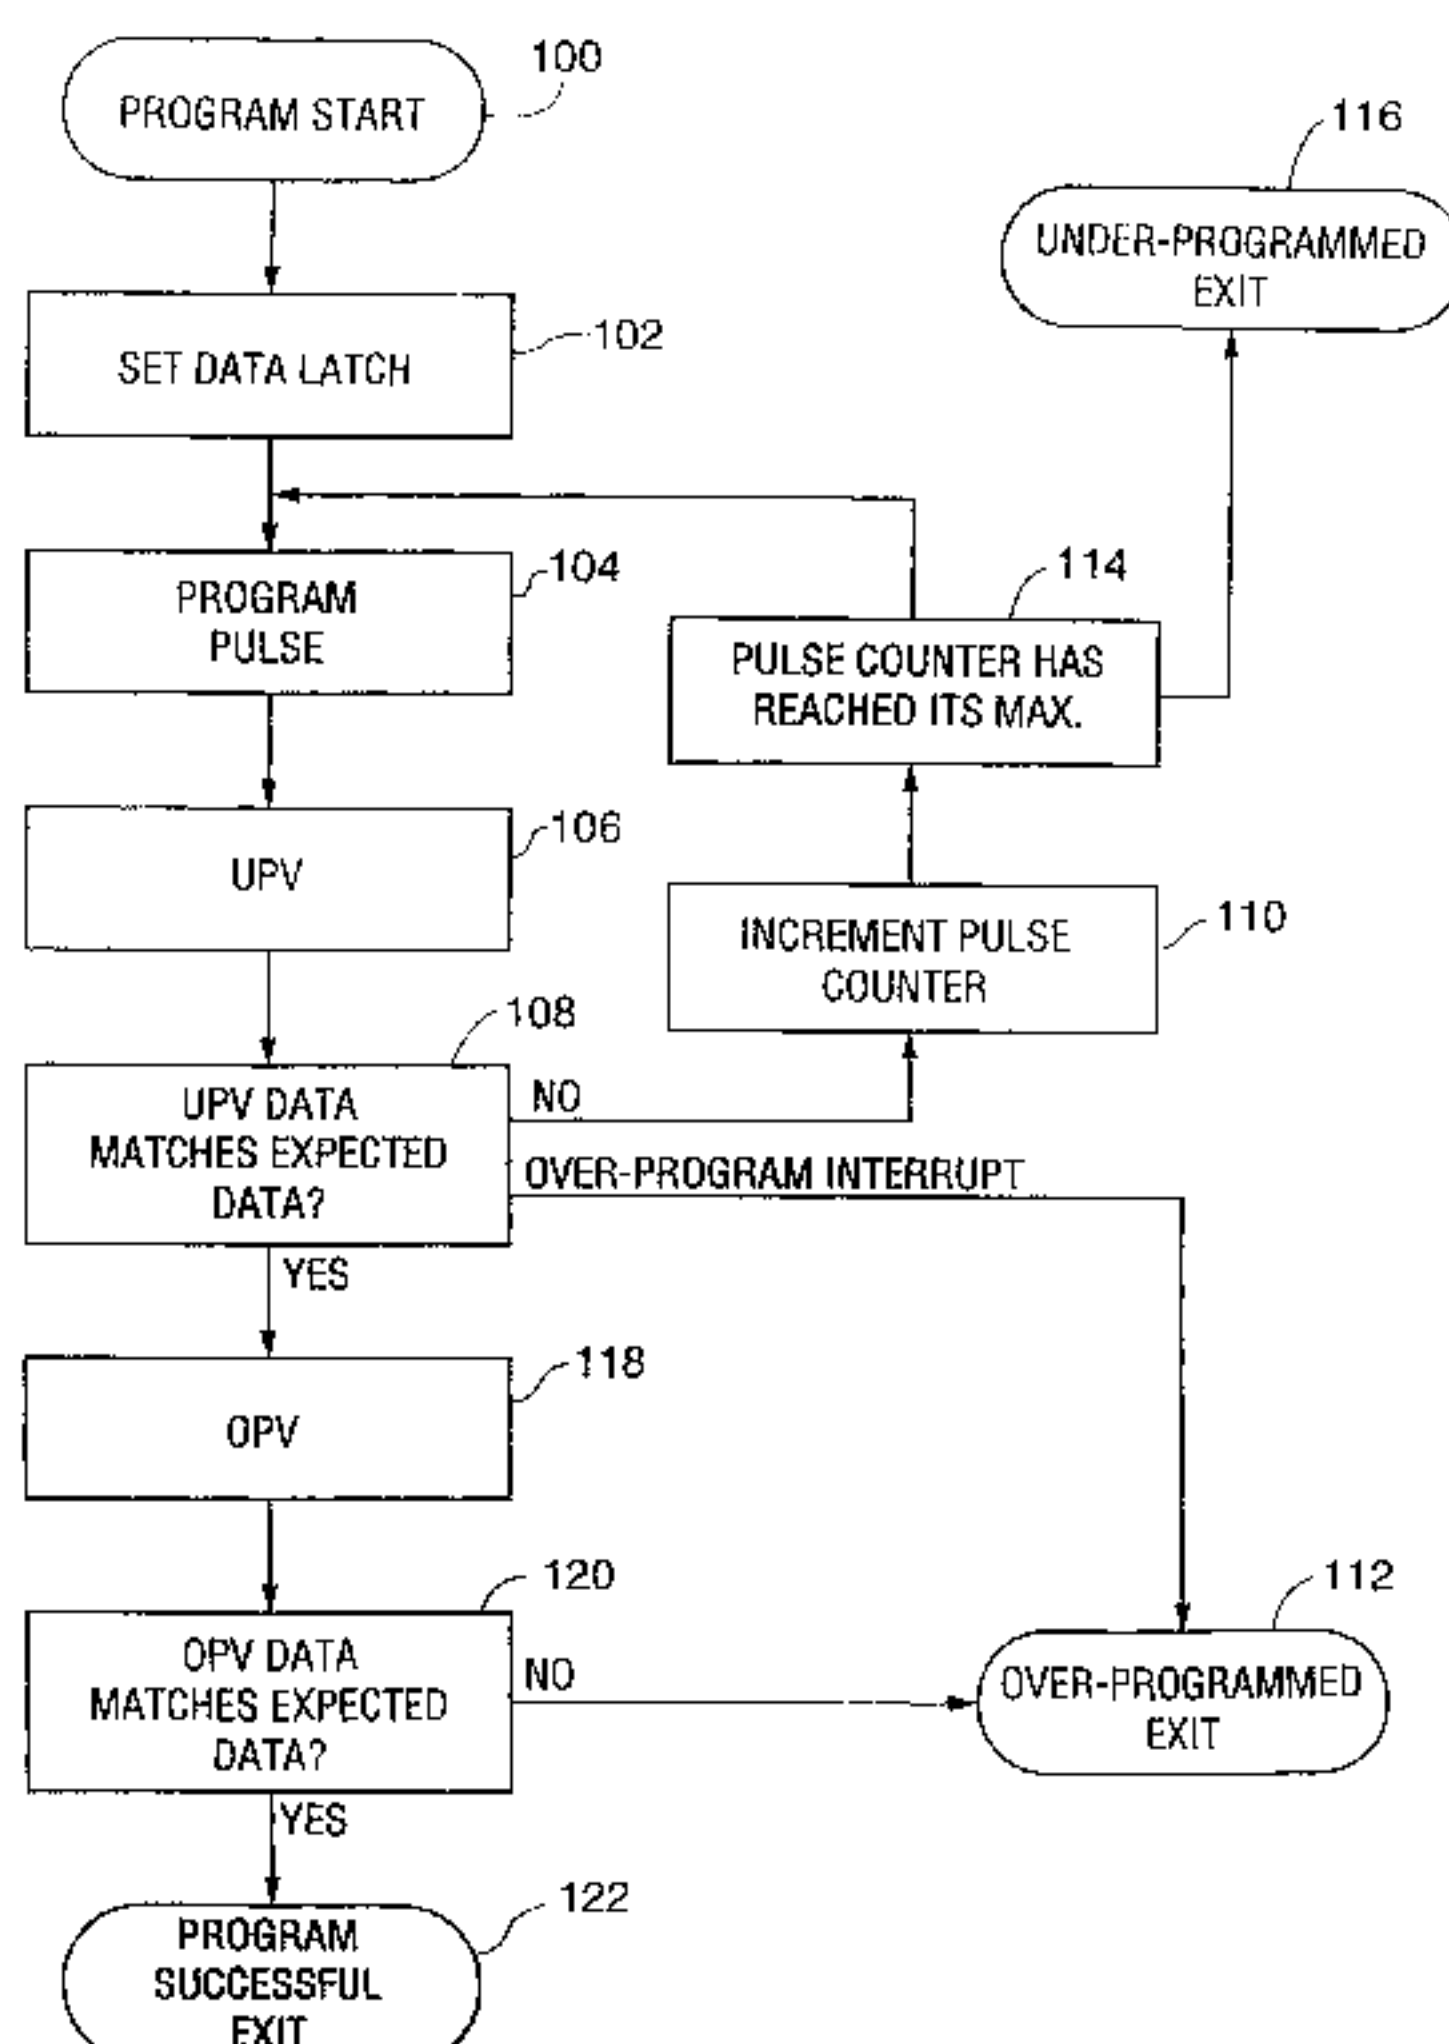 100
PROGRAM START
116
UNDER-PROGRAMMED
EXIT
102
SET DATA LATCH
104
PROGRAM
PULSE
114
PULSE COUNTER HAS
REACHED ITS MAX.
106
UPV
110
INCREMENT PULSE
COUNTER
108
UPV DATA
MATCHES EXPECTED
DATA?
NO
OVER-PROGRAM INTERRUPT
YES
118
OPV
120
OPV DATA
MATCHES EXPECTED
DATA?
NO
112
OVER-PROGRAMMED
EXIT
YES
122
PROGRAM
SUCCESSFUL
EXIT